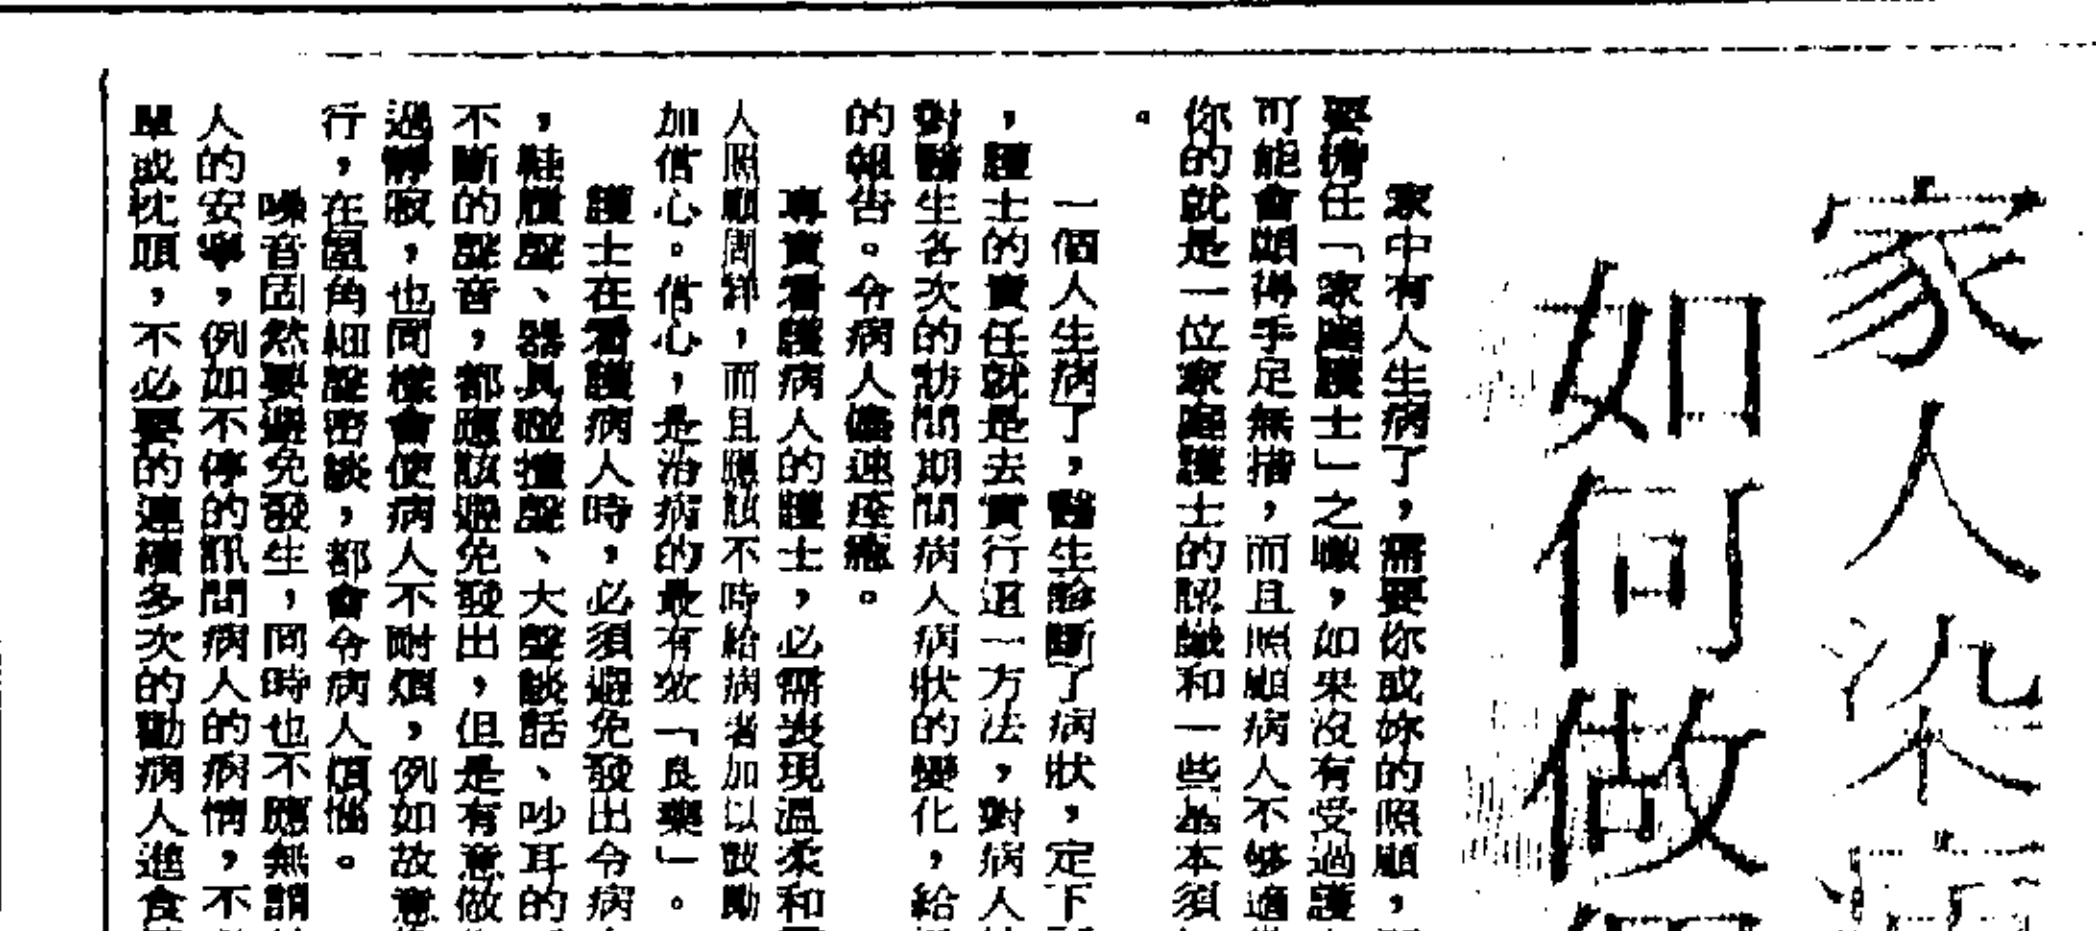 家人染
如何做
家中有人生病了，需要你或妳的照顧，
要擔任「家庭護士」之職，如果沒有受過護
可能會顯得手足無措，而且照顧病人不够適
你的就是一位家庭護士的認識和一些基本須
。
一個人生病了，醫生診斷了病狀，定下
，護士的責任就是去實行這一方法，對病人
對醫生各次的訪問期間病人病狀的變化，給
的報告。令病人儘速痊癒。
專責看護病人的護士，必需表現溫柔和
人照顧周詳，而且應該不時給病者加以鼓勵
加信心。信心，是治病的最有效「良藥」。
護士在看護病人時，必須避免發出令病
，鞋履聲、器具碰撞聲、大聲談話、吵耳的
不斷的聲音，都應該避免發出，但是有意做
過靜寂，也同樣會使病人不耐煩，例如故意
行，在圍角細聲密談，都會令病人煩惱。
噪音固然要避免發生，同時也不應無謂
人的安寧，例如不停的訊問病人的病情，不
單或枕頭，不必要的連續多次的勸病人進食